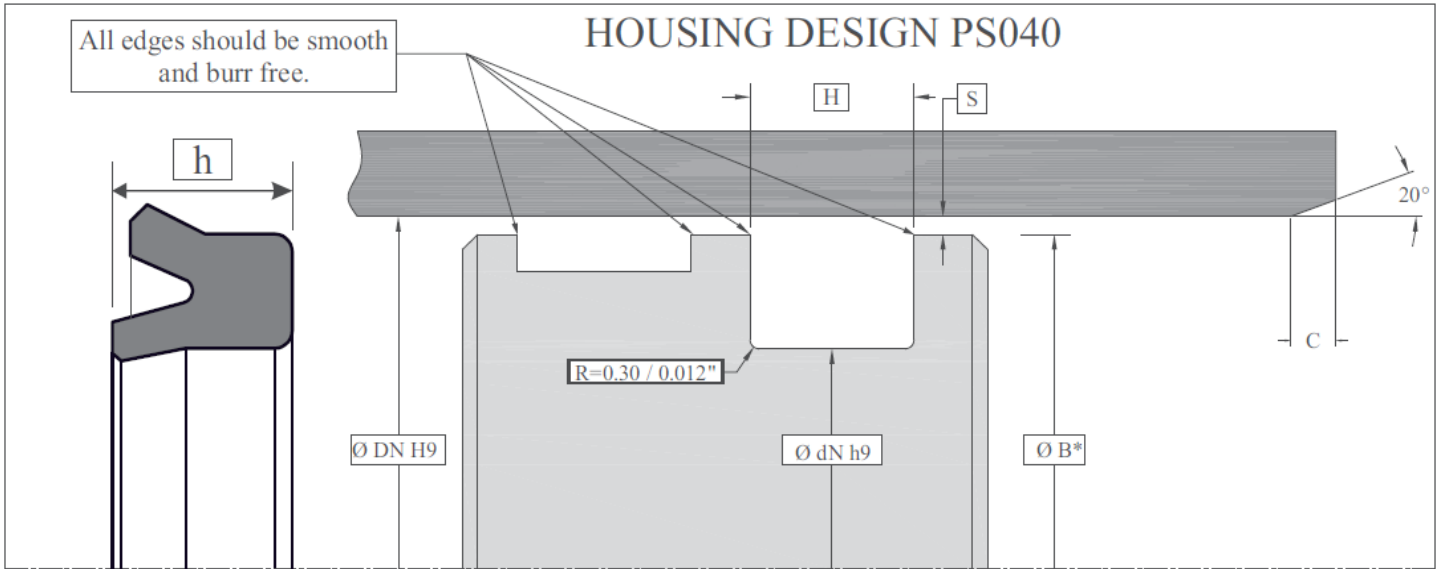 HOUSING DESIGN PS040
All edges should be smooth
and burr free.
H
S
h
20°
C
R=0.30 / 0.012"
Ø DN H9
Ø dN h9
Ø B*